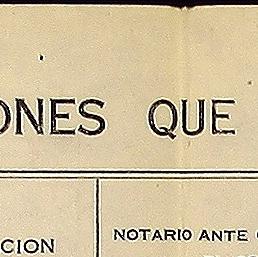 ONES QUE
NOTARIO ANTE
CION